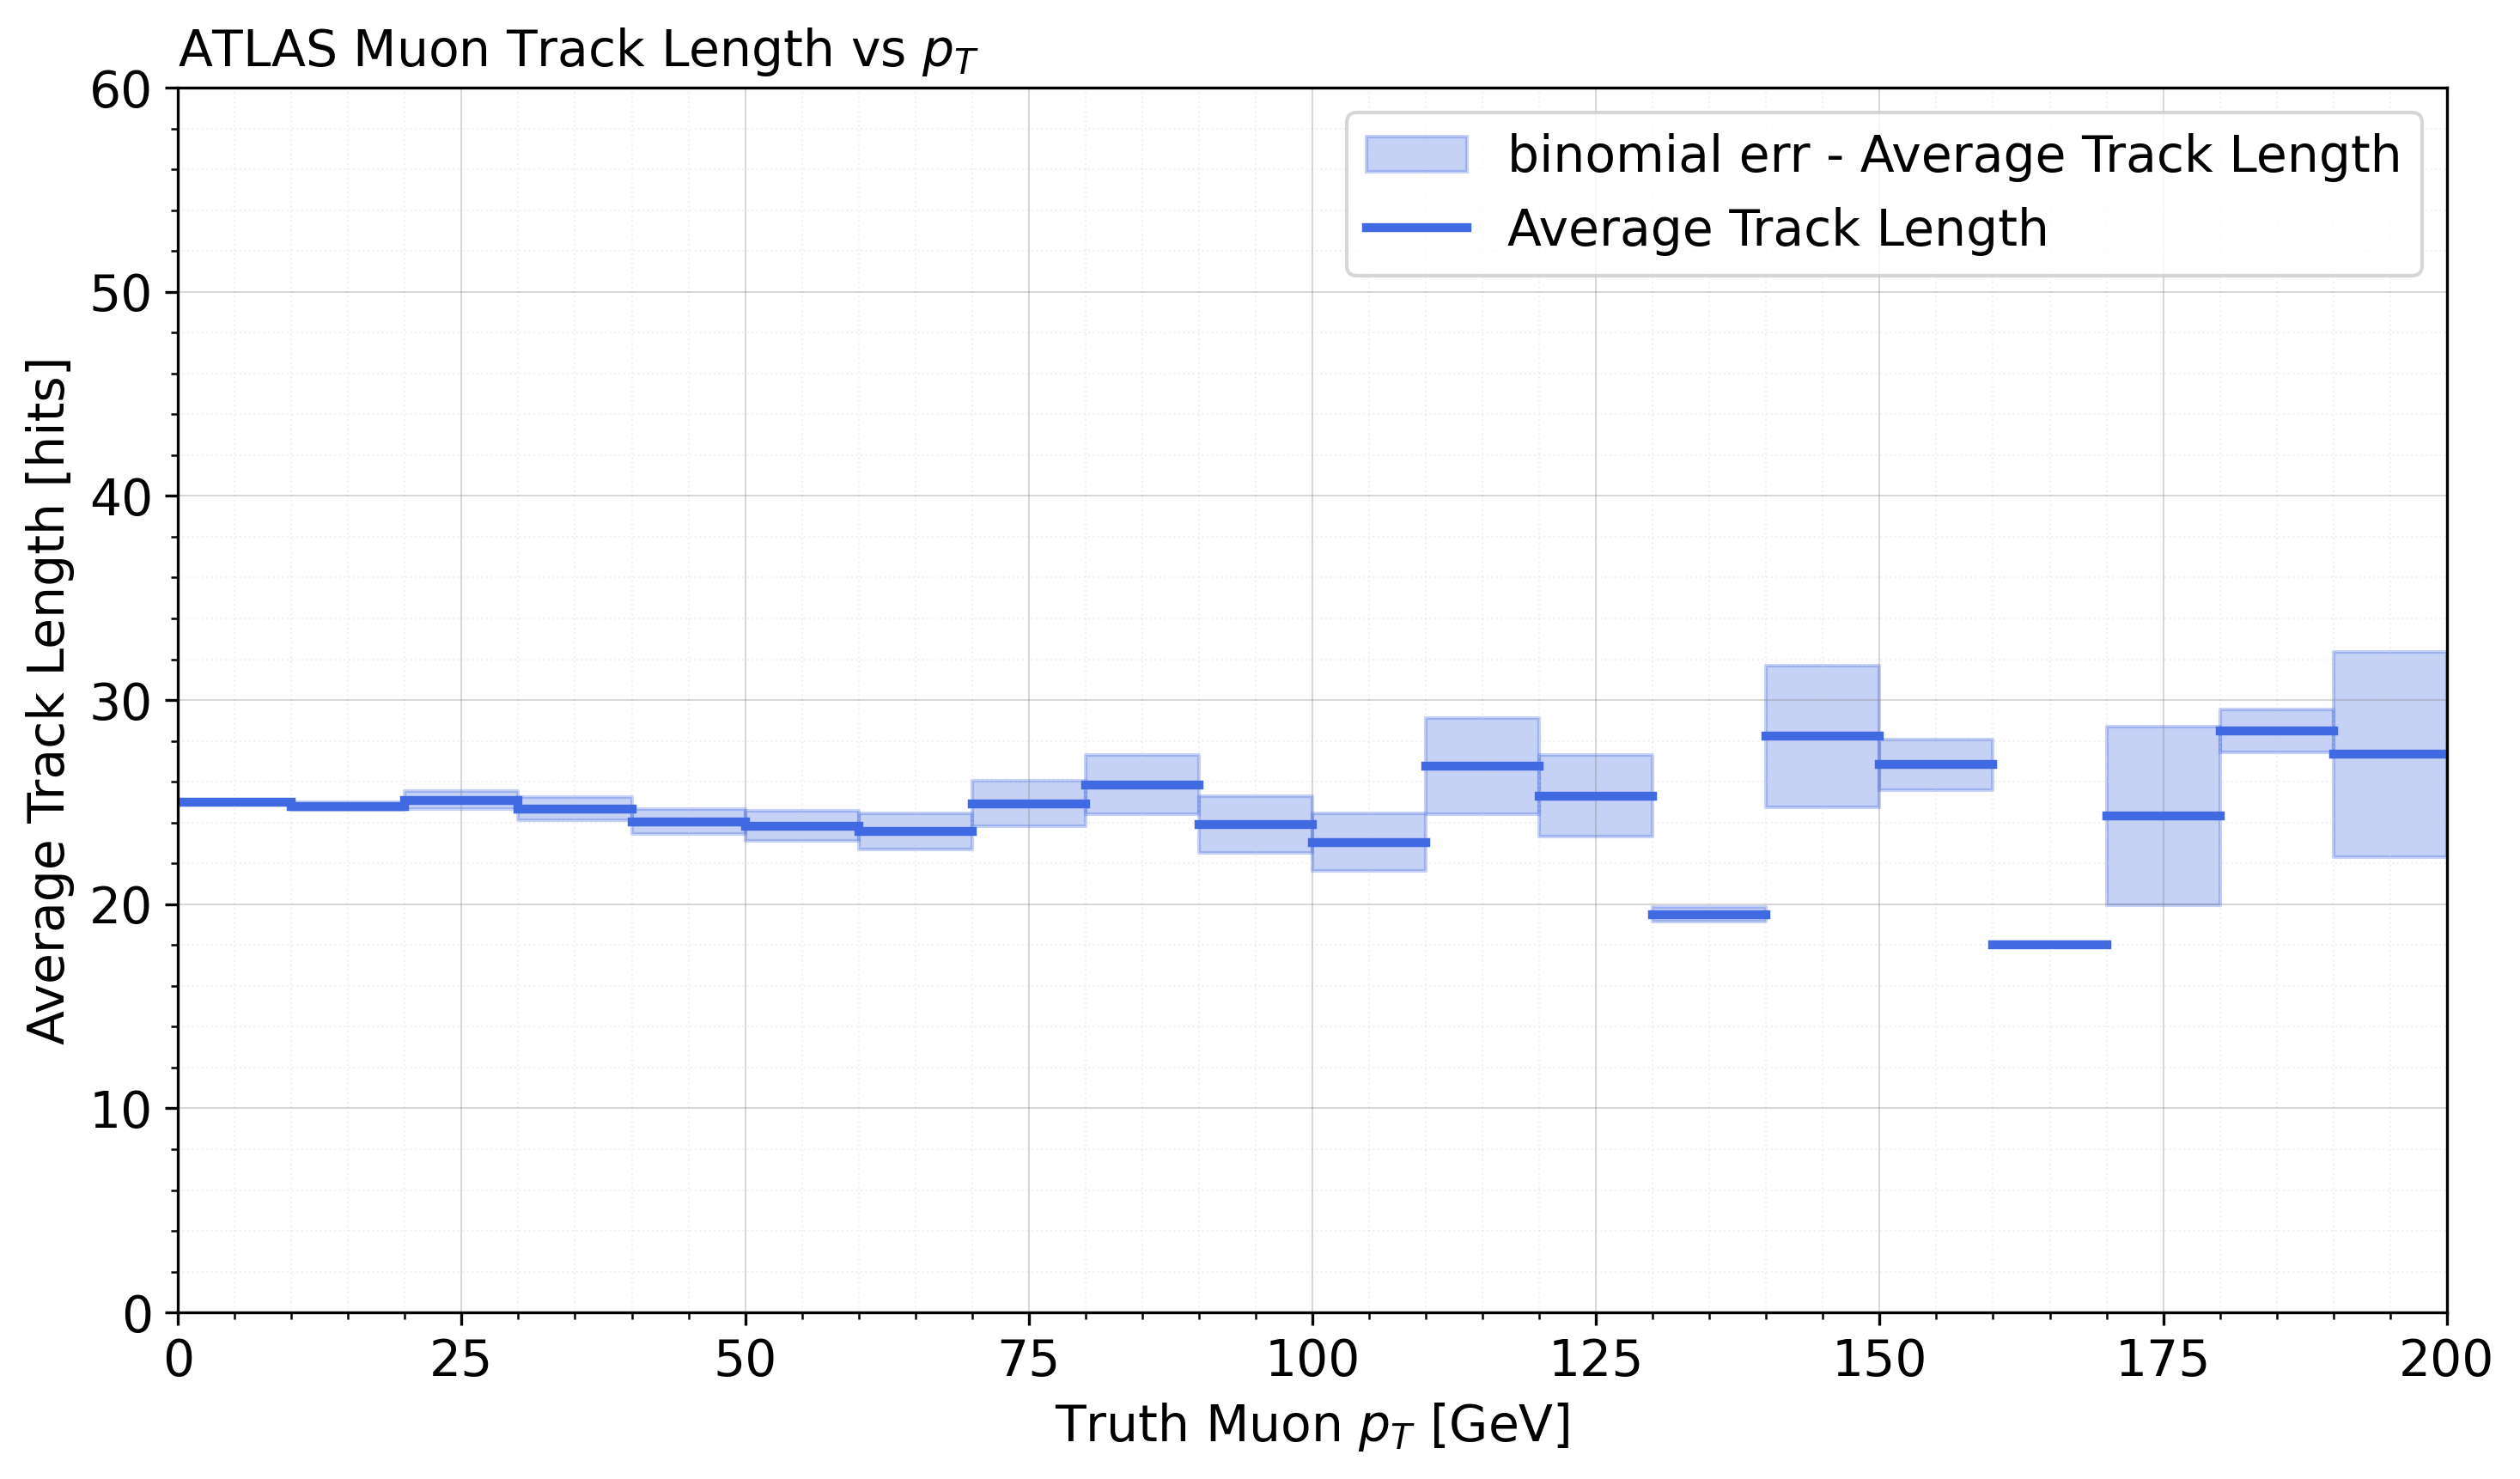 ATLAS Muon Track Length vs p_T
60
50
40
30
20
10
0
Average Track Length [hits]
binomial err - Average Track Length
Average Track Length
0 25 50 75 100 125 150 175 200
Truth Muon p_T [GeV]